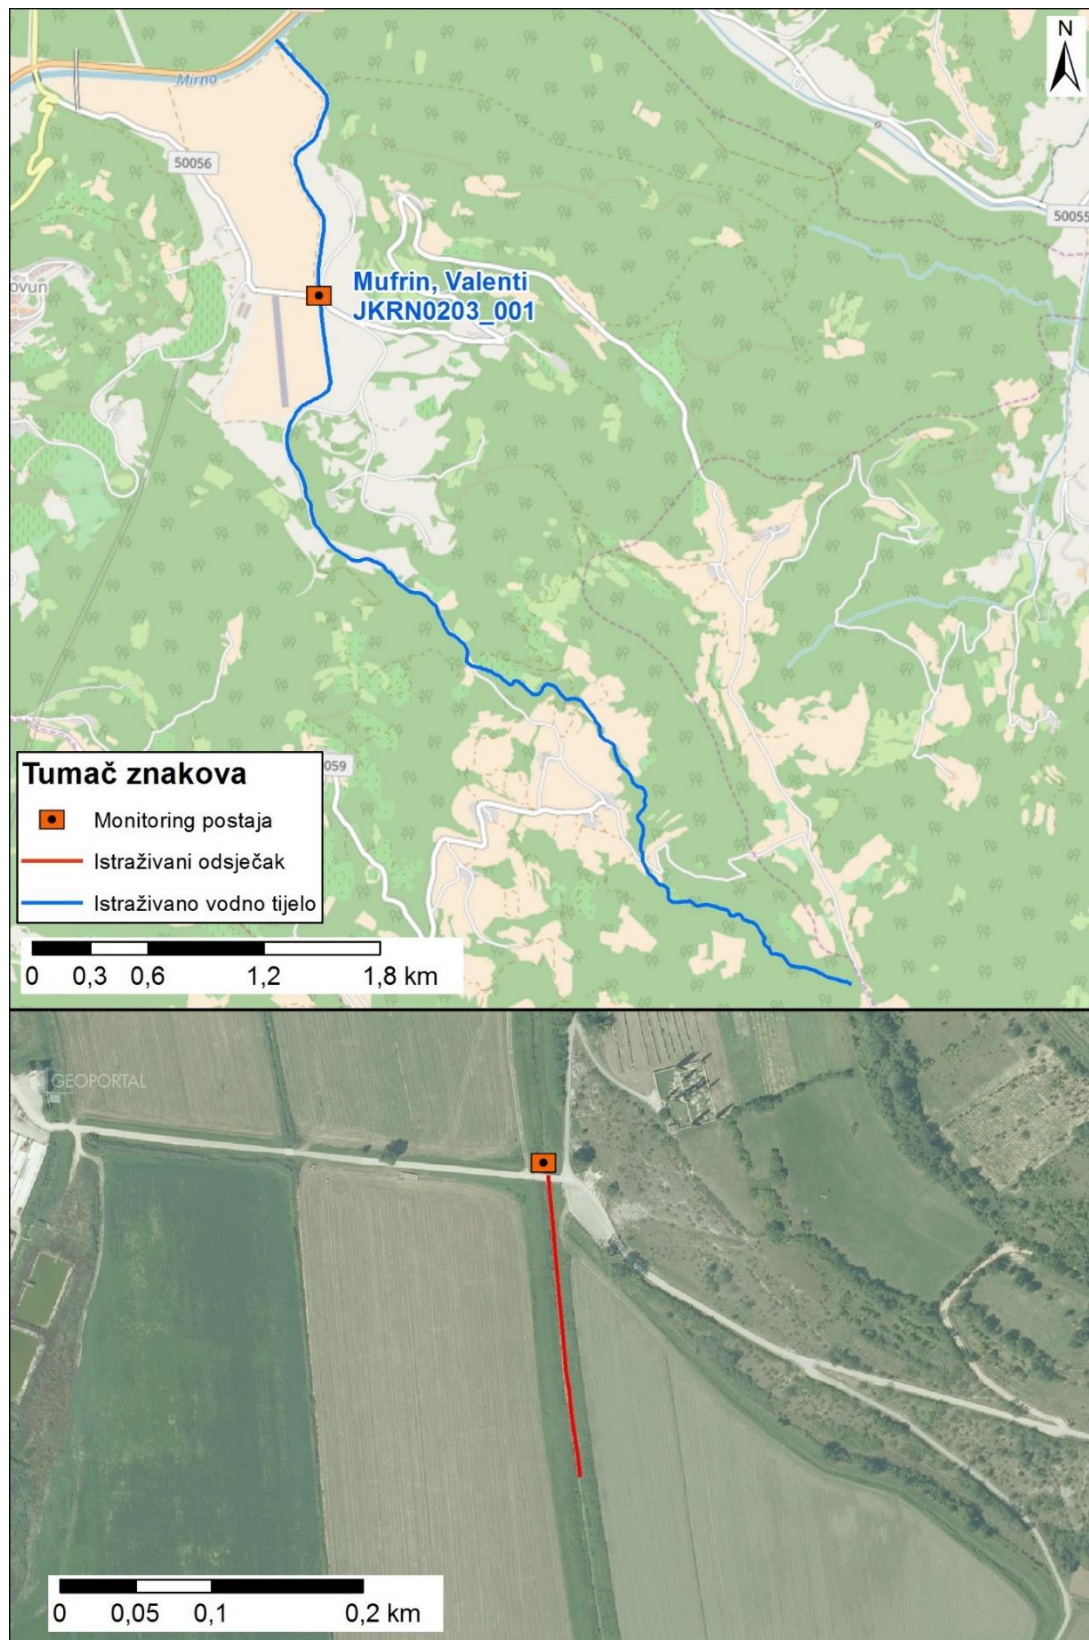 N
Mirna
50056
50055
ovun
Mufrin, Valenti
JKRN0203_001
Tumač znakova
Monitoring postaja
Istraživani odsječak
Istraživano vodno tijelo
059
0 0,3 0,6 1,2 1,8 km
GEOPORTAL
0 0,05 0,1 0,2 km